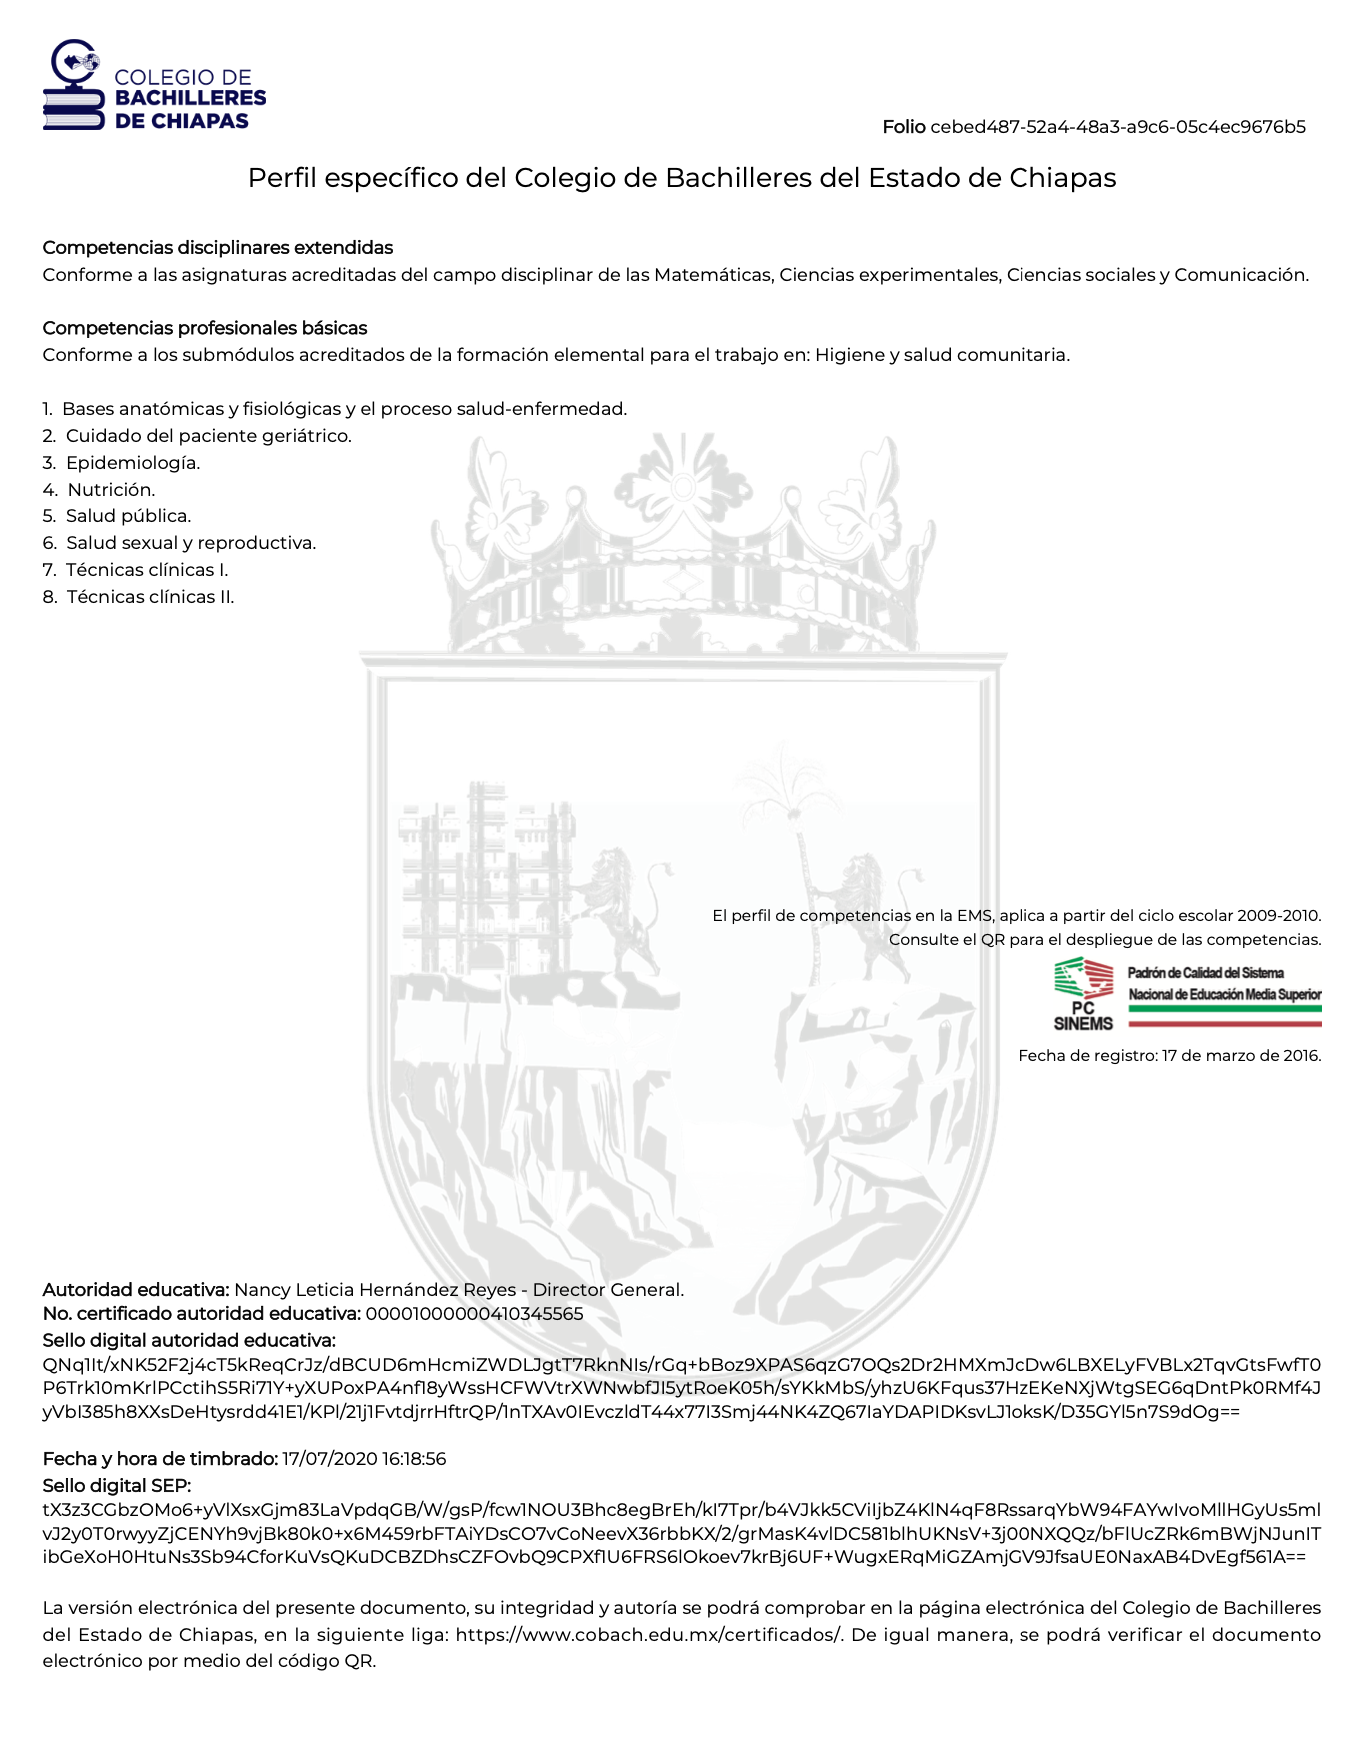 COLEGIO DE
BACHILLERES
DE CHIAPAS
Folio cebed487-52a4-48a3-a9c6-05c4ec9676b5
Perfil específico del Colegio de Bachilleres del Estado de Chiapas
Competencias disciplinares extendidas
Conforme a las asignaturas acreditadas del campo disciplinar de las Matemáticas, Ciencias experimentales, Ciencias sociales y Comunicación.
Competencias profesionales básicas
Conforme a los submódulos acreditados de la formación elemental para el trabajo en: Higiene y salud comunitaria.
1. Bases anatómicas y fisiológicas y el proceso salud-enfermedad.
2. Cuidado del paciente geriátrico.
3. Epidemiología.
4. Nutrición.
5. Salud pública.
6. Salud sexual y reproductiva.
7. Técnicas clínicas I.
8. Técnicas clínicas II.
El perfil de competencias en la EMS, aplica a partir del ciclo escolar 2009-2010.
Consulte el QR para el despliegue de las competencias.
PC
SINEMS
Padrón de Calidad del Sistema
Nacional de Educación Media Superior
Fecha de registro: 17 de marzo de 2016.
Autoridad educativa: Nancy Leticia Hernández Reyes - Director General.
No. certificado autoridad educativa: 00001000000410345565
Sello digital autoridad educativa:
QNq1It/xNK52F2j4cT5kReqCrJz/dBCUD6mHcmiZWDLJgtT7RknNIs/rGq+bBoz9XPAS6qzG7OQs2Dr2HMXmJcDw6LBXELyFVBLx2TqvGtsFwfT0
P6Trk10mKrlPCctihS5Ri71Y+yXUPoxPA4nf18yWssHCFWVtrXWNwbfJI5ytRoeK05h/sYKkMbS/yhzU6KFqus37HzEKeNXjWtgSEG6qDntPk0RMf4J
yVbI385h8XXsDeHtysrdd41E1/KPl/21j1FvtdjrrHftrQP/1nTXAv0IEvczldT44x77I3Smj44NK4ZQ67IaYDAPIDKsvLJ1oksK/D35GYl5n7S9dOg==
Fecha y hora de timbrado: 17/07/2020 16:18:56
Sello digital SEP:
tX3z3CGbzOMo6+yVlXsxGjm83LaVpdqGB/W/gsP/fcw1NOU3Bhc8egBrEh/kI7Tpr/b4VJkk5CViIjbZ4KlN4qF8RssarqYbW94FAYwIvoMllHGyUs5ml
vJ2y0T0rwyyZjCENYh9vjBk80k0+x6M459rbFTAiYDsCO7vCoNeevX36rbbKX/2/grMasK4vlDC581blhUKNsV+3j00NXQQz/bFlUcZRk6mBWjNJunIT
ibGeXoH0HtuNs3Sb94CforKuVsQKuDCBZDhsCZFOvbQ9CPXf1U6FRS6lOkoev7krBj6UF+WugxERqMiGZAmjGV9JfsaUE0NaxAB4DvEgf561A==
La versión electrónica del presente documento, su integridad y autoría se podrá comprobar en la página electrónica del Colegio de Bachilleres
del Estado de Chiapas, en la siguiente liga: https://www.cobach.edu.mx/certificados/. De igual manera, se podrá verificar el documento
electrónico por medio del código QR.